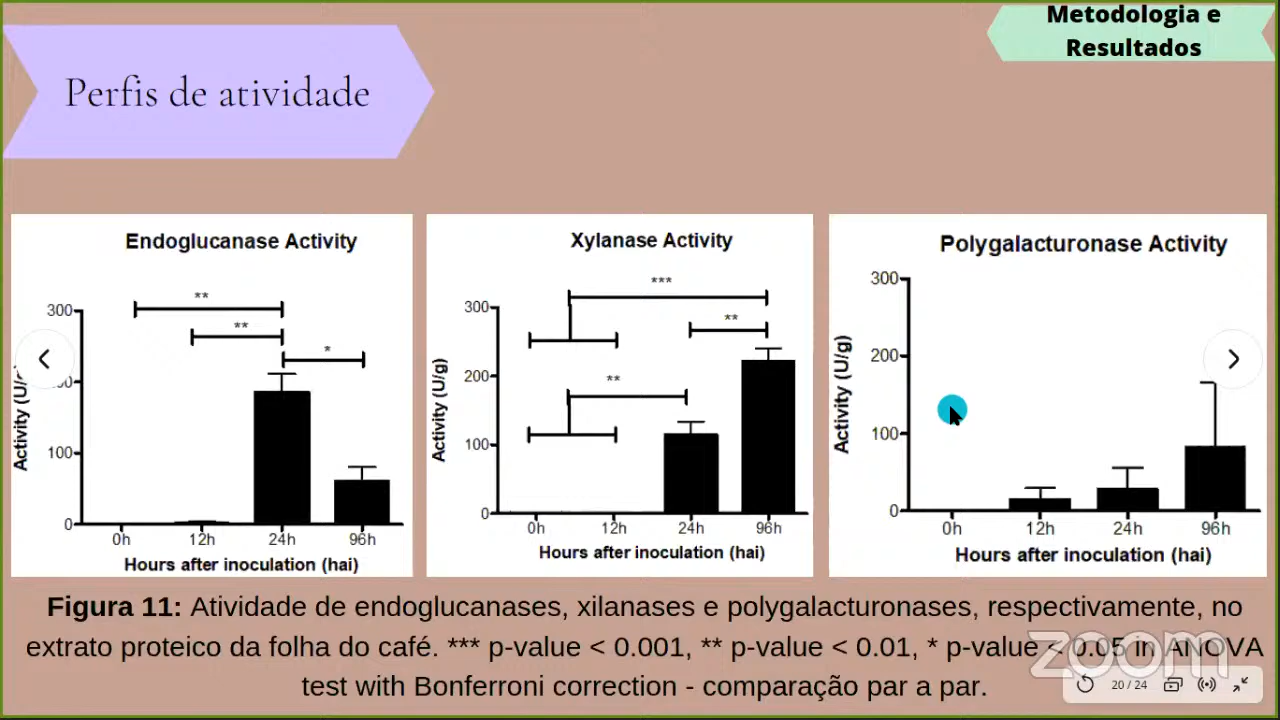 Metodologia e
Resultados
Perfis de atividade
Endoglucanase Activity
**
**
*
300
100
0
Activity (U/g)
0h 12h 24h 96h
Hours after inoculation (hai)
Xylanase Activity
***
**
**
300
200
100
0
Activity (U/g)
0h 12h 24h 96h
Hours after inoculation (hai)
Polygalacturonase Activity
300
200
100
0
Activity (U/g)
0h 12h 24h 96h
Hours after inoculation (hai)
Figura 11: Atividade de endoglucanases, xilanases e polygalacturonases, respectivamente, no
extrato proteico da folha do café. *** p-value < 0.001, ** p-value < 0.01, * p-value < 0.05 in ANOVA
test with Bonferroni correction - comparação par a par.
zoom
20 / 24